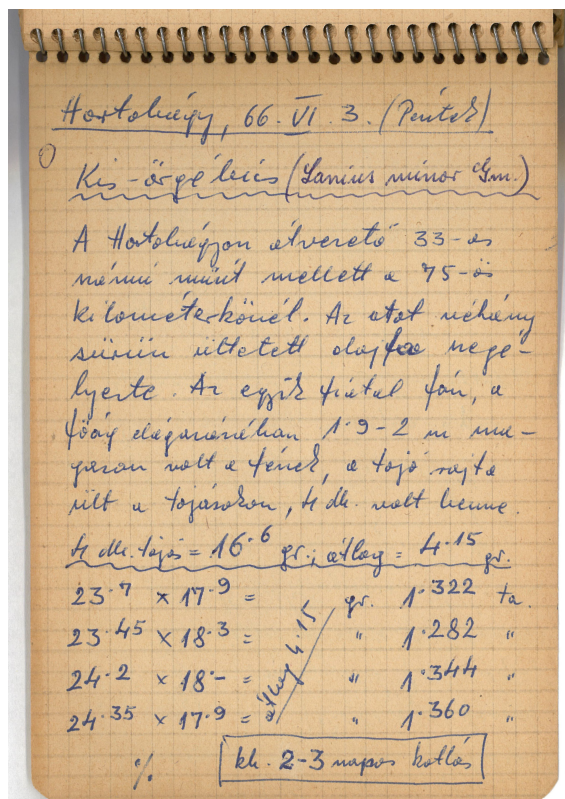 Hortobágy, 66. VI. 3. (Péntek)
Kis-őrgébics (Lanius minor Gm.)
A Hortobágyon átvezető 33-as
számú műút mellett a 75-ös
kilométerkőnél. Az utat néhány
sűrűn ültetett olajfa szegé-
lyezte. Az egyik fiatal fán, a
főág elágazásában 1.9-2 m ma-
gasan volt a fészek, a tojó rajta
ült a tojásokon, 4 db. volt benne.
4 db. tojás = 16.6 gr.; átlag = 4.15 gr.
23.7 × 17.9 = gr. 1.322 ta.
23.45 × 18.3 = " 1.282 "
24.2 × 18.- = " 1.344 "
24.35 × 17.9 = " 1.360 "
átlag 4.15
kb. 2-3 napos kotlás
%